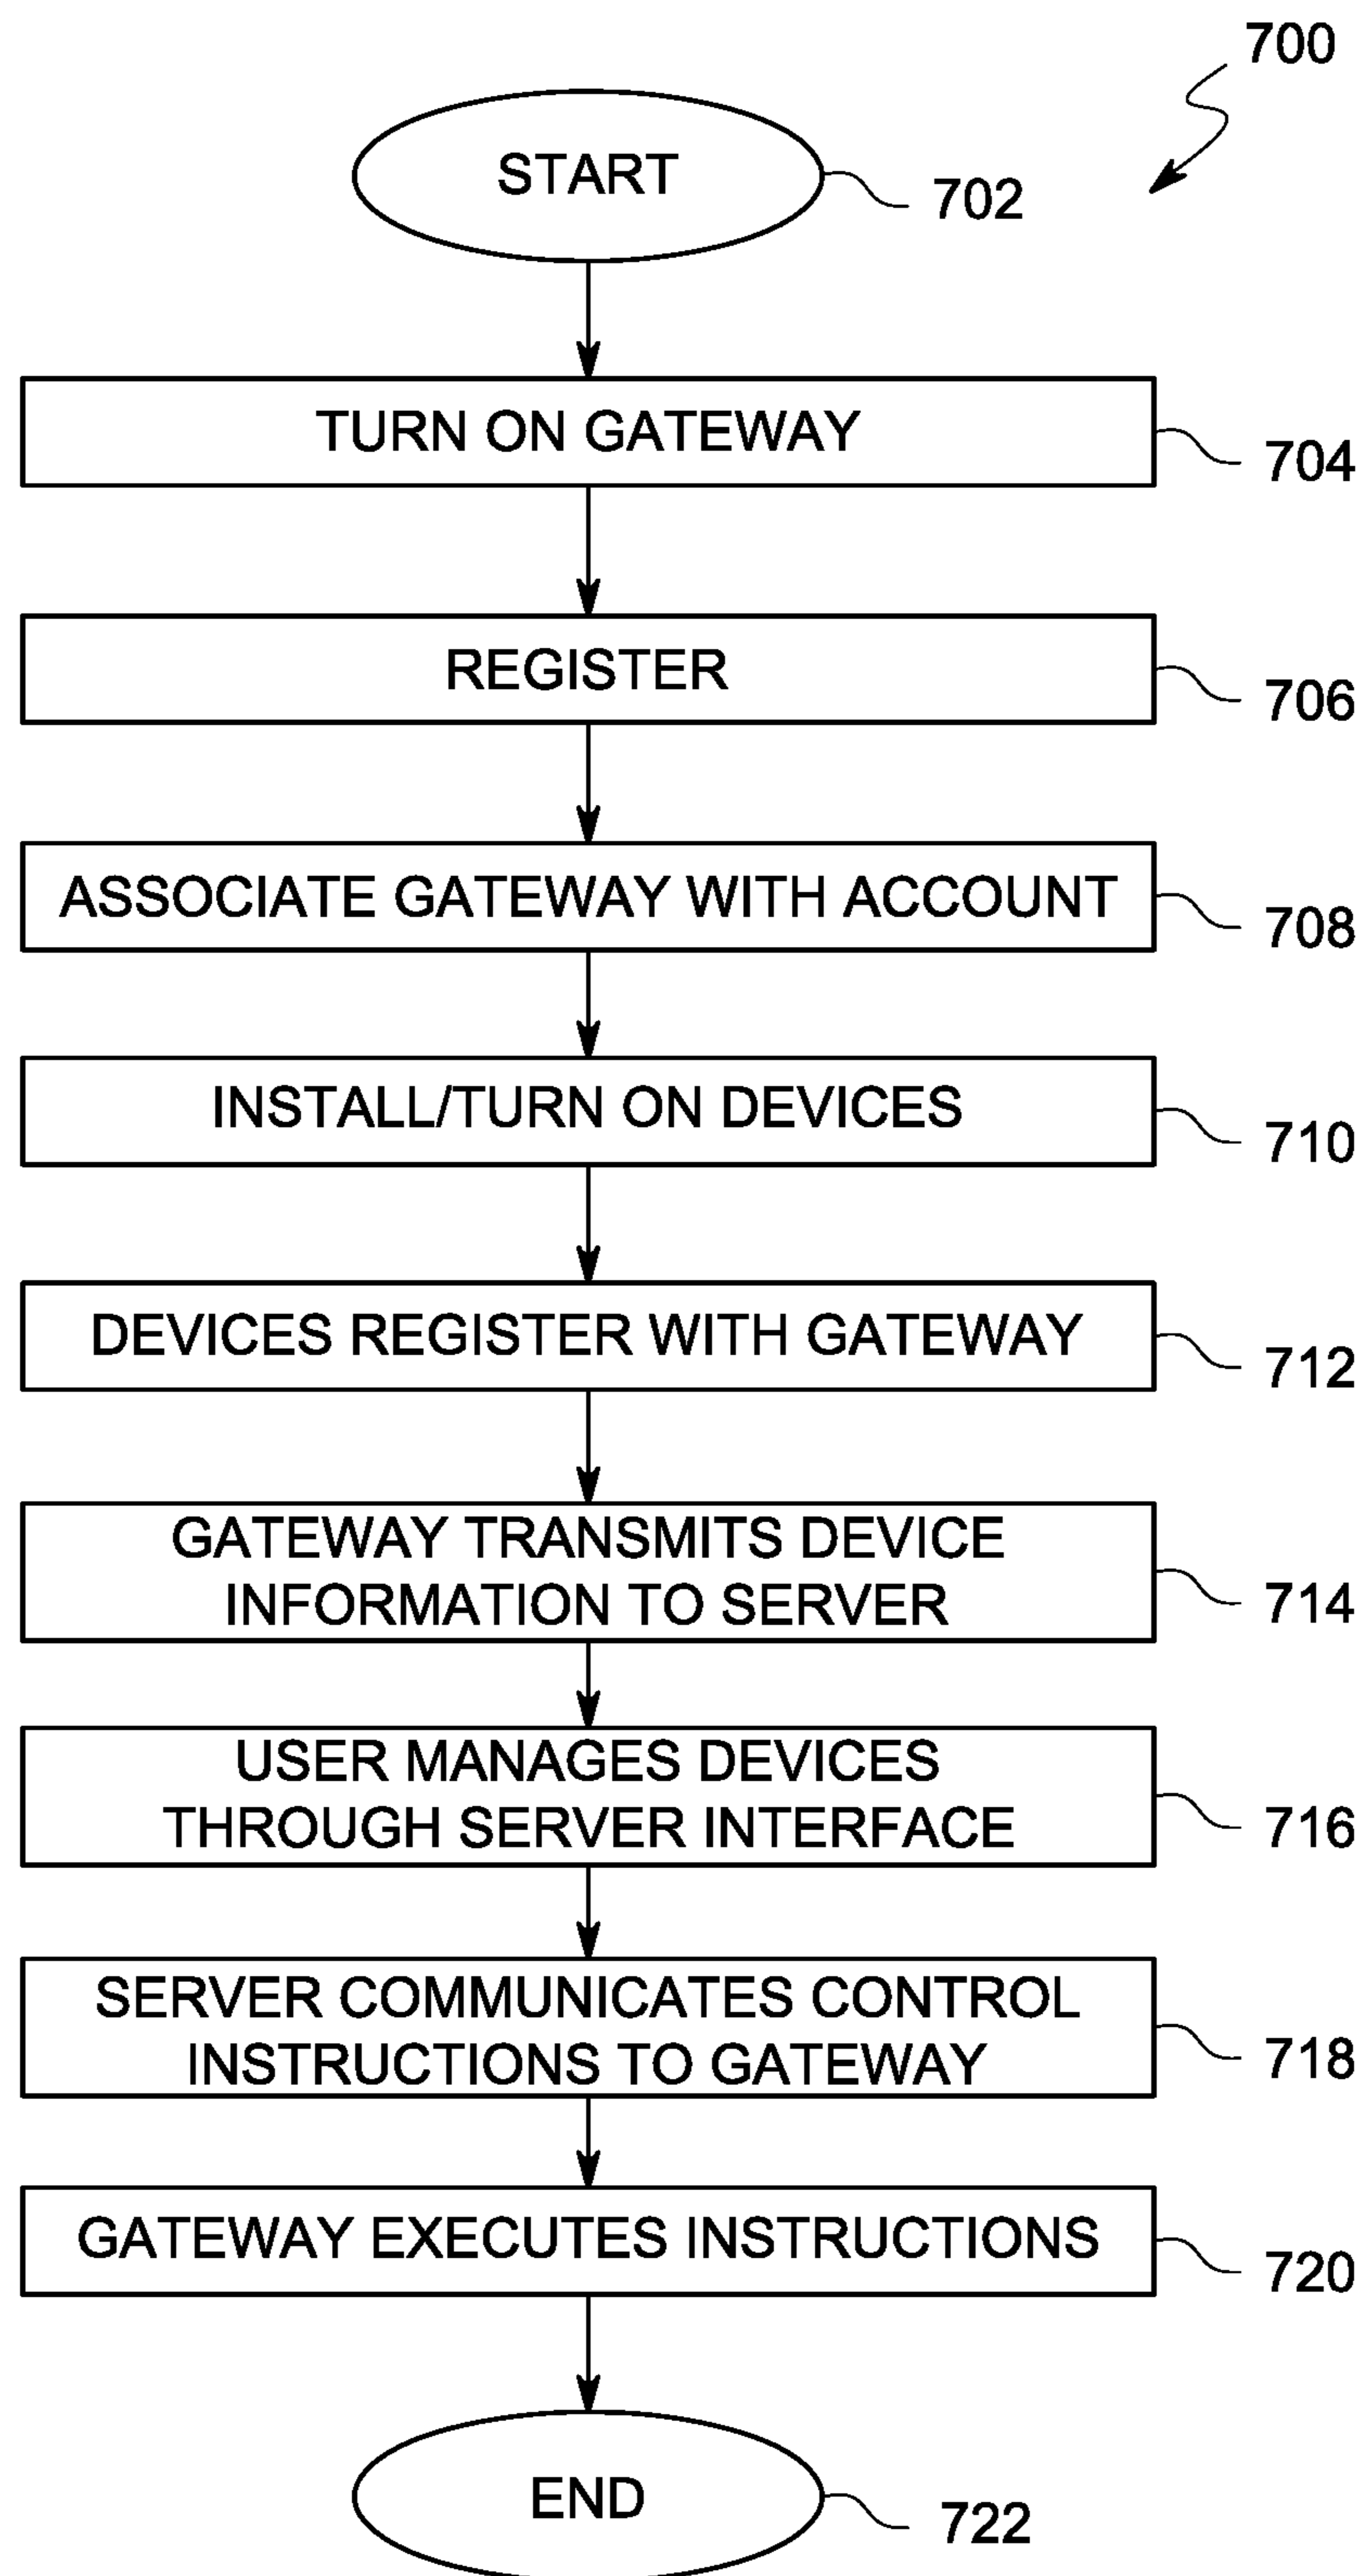 700
START
702
TURN ON GATEWAY
704
REGISTER
706
ASSOCIATE GATEWAY WITH ACCOUNT
708
INSTALL/TURN ON DEVICES
710
DEVICES REGISTER WITH GATEWAY
712
GATEWAY TRANSMITS DEVICE
INFORMATION TO SERVER
714
USER MANAGES DEVICES
THROUGH SERVER INTERFACE
716
SERVER COMMUNICATES CONTROL
INSTRUCTIONS TO GATEWAY
718
GATEWAY EXECUTES INSTRUCTIONS
720
END
722